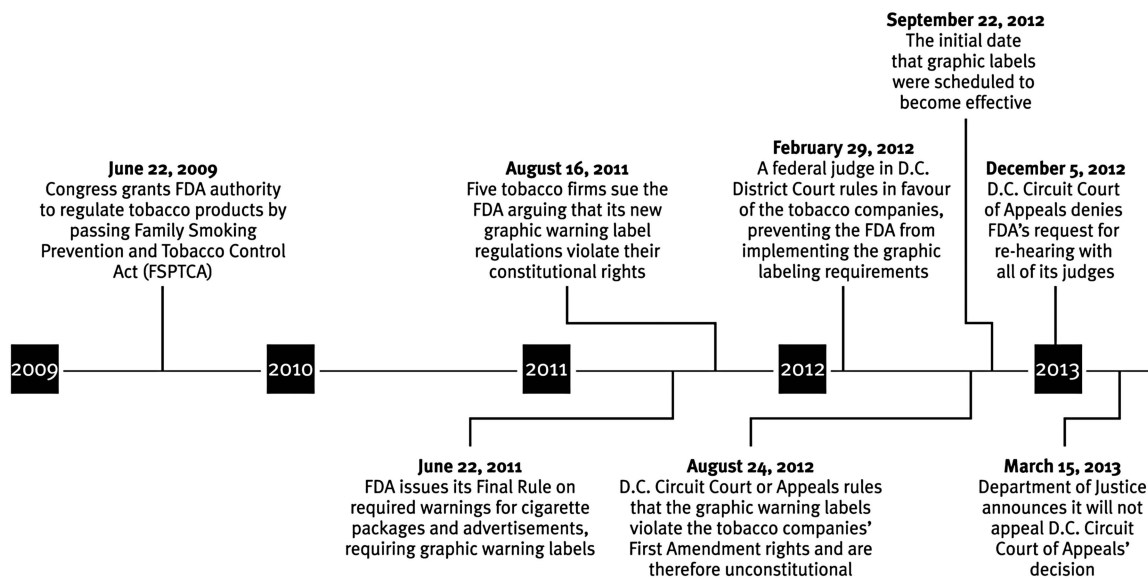 September 22, 2012
The initial date
that graphic labels
were scheduled to
become effective
June 22, 2009
Congress grants FDA authority
to regulate tobacco products by
passing Family Smoking
Prevention and Tobacco Control
Act (FSPTCA)
August 16, 2011
Five tobacco firms sue the
FDA arguing that its new
graphic warning label
regulations violate their
constitutional rights
February 29, 2012
A federal judge in D.C.
District Court rules in favour
of the tobacco companies,
preventing the FDA from
implementing the graphic
labeling requirements
December 5, 2012
D.C. Circuit Court
of Appeals denies
FDA's request for
re-hearing with
all of its judges
2009
2010
2011
2012
2013
June 22, 2011
FDA issues its Final Rule on
required warnings for cigarette
packages and advertisements,
requiring graphic warning labels
August 24, 2012
D.C. Circuit Court or Appeals rules
that the graphic warning labels
violate the tobacco companies'
First Amendment rights and are
therefore unconstitutional
March 15, 2013
Department of Justice
announces it will not
appeal D.C. Circuit
Court of Appeals'
decision